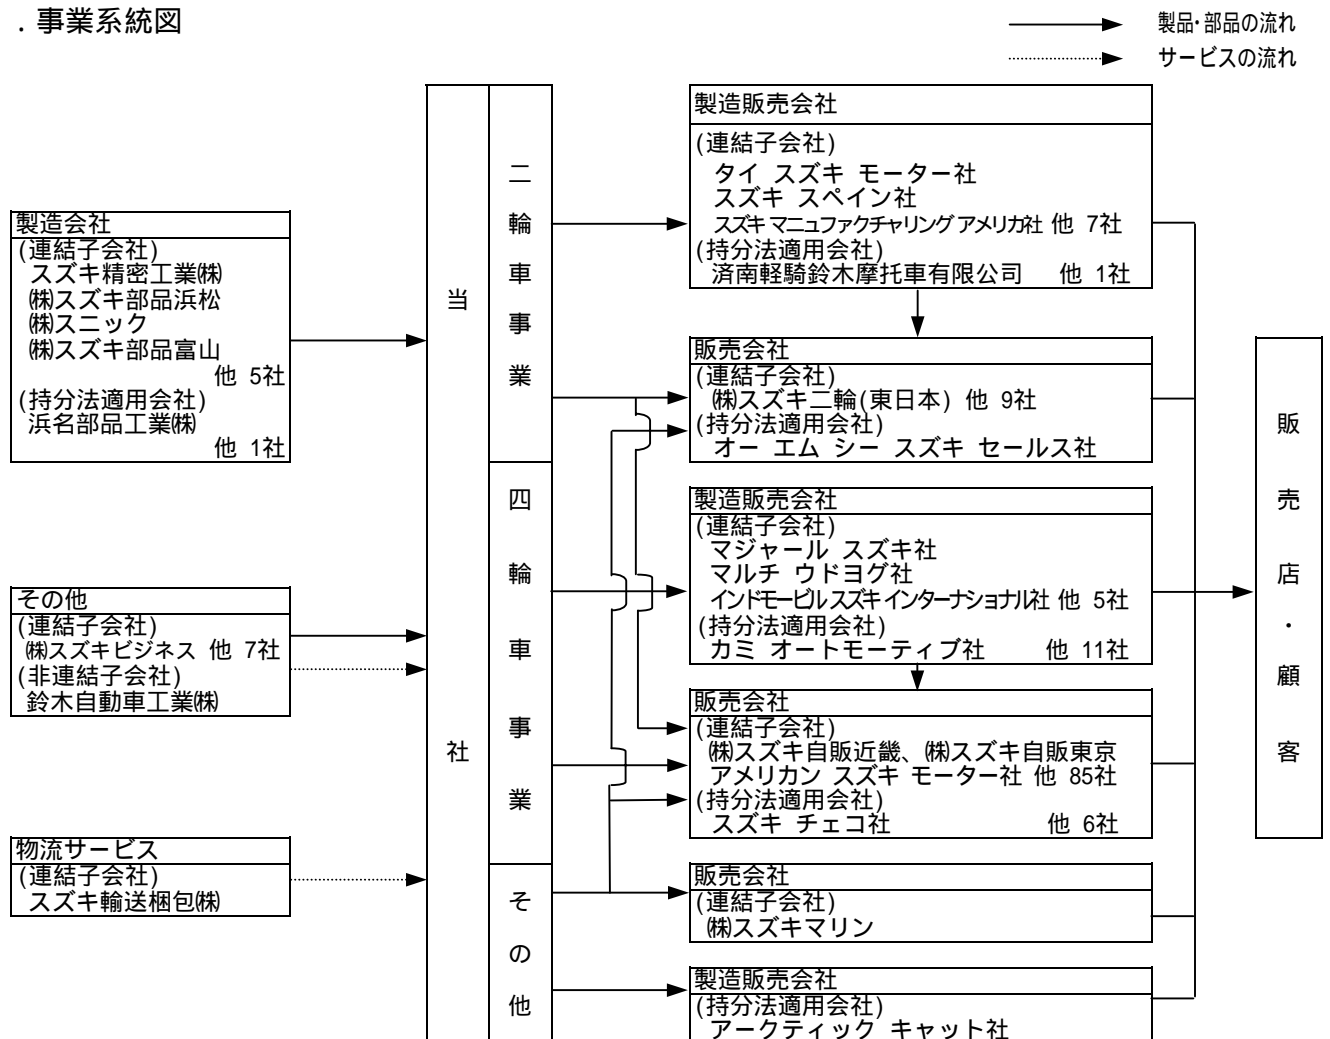 . 事業系統図
製品・部品の流れ
サービスの流れ
製造会社
(連結子会社)
スズキ精密工業㈱
㈱スズキ部品浜松
㈱スニック
㈱スズキ部品富山
他 5社
(持分法適用会社)
浜名部品工業㈱
他 1社
その他
(連結子会社)
㈱スズキビジネス 他 7社
(非連結子会社)
鈴木自動車工業㈱
物流サービス
(連結子会社)
スズキ輸送梱包㈱
当社
二輪車事業
四輪車事業
その他
製造販売会社
(連結子会社)
タイ スズキ モーター社
スズキ スペイン社
スズキ マニュファクチャリング アメリカ社 他 7社
(持分法適用会社)
済南軽騎鈴木摩托車有限公司 他 1社
販売会社
(連結子会社)
㈱スズキ二輪(東日本) 他 9社
(持分法適用会社)
オー エム シー スズキ セールス社
製造販売会社
(連結子会社)
マジャール スズキ社
マルチ ウドヨグ社
インドモービル スズキ インターナショナル社 他 5社
(持分法適用会社)
カミ オートモーティブ社 他 11社
販売会社
(連結子会社)
㈱スズキ自販近畿、㈱スズキ自販東京
アメリカン スズキ モーター社 他 85社
(持分法適用会社)
スズキ チェコ社 他 6社
販売会社
(連結子会社)
㈱スズキマリン
製造販売会社
(持分法適用会社)
アークティック キャット社
販売店・顧客